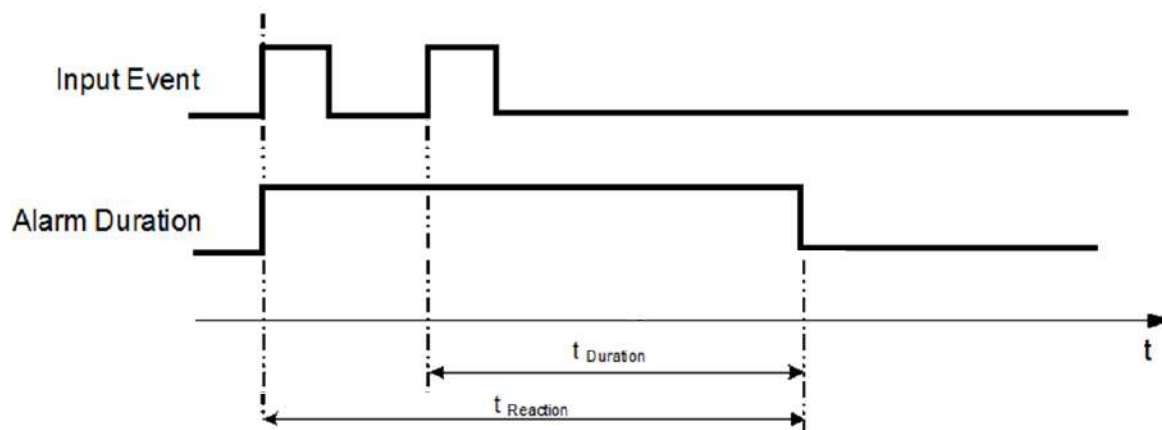 Input Event
Alarm Duration
t
t Duration
t Reaction